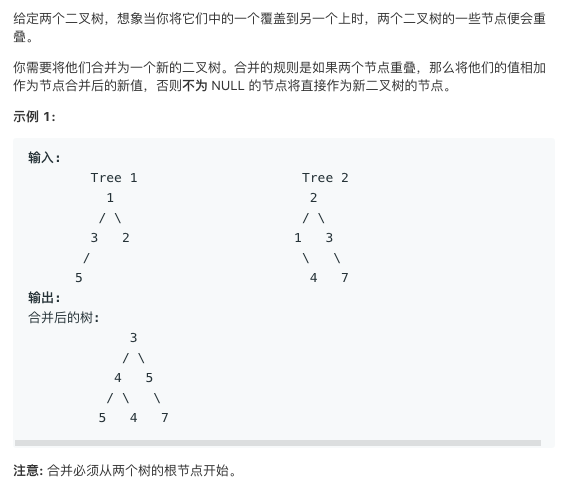 给定两个二叉树，想象当你将它们中的一个覆盖到另一个上时，两个二叉树的一些节点便会重
叠。
你需要将他们合并为一个新的二叉树。合并的规则是如果两个节点重叠，那么将他们的值相加
作为节点合并后的新值，否则不为 NULL 的节点将直接作为新二叉树的节点。
示例 1:
输入:
Tree 1                     Tree 2
1                         2
/ \                       / \
3   2                     1   3
/                           \   \
5                             4   7
输出:
合并后的树:
3
/ \
4   5
/ \   \
5   4   7
注意: 合并必须从两个树的根节点开始。